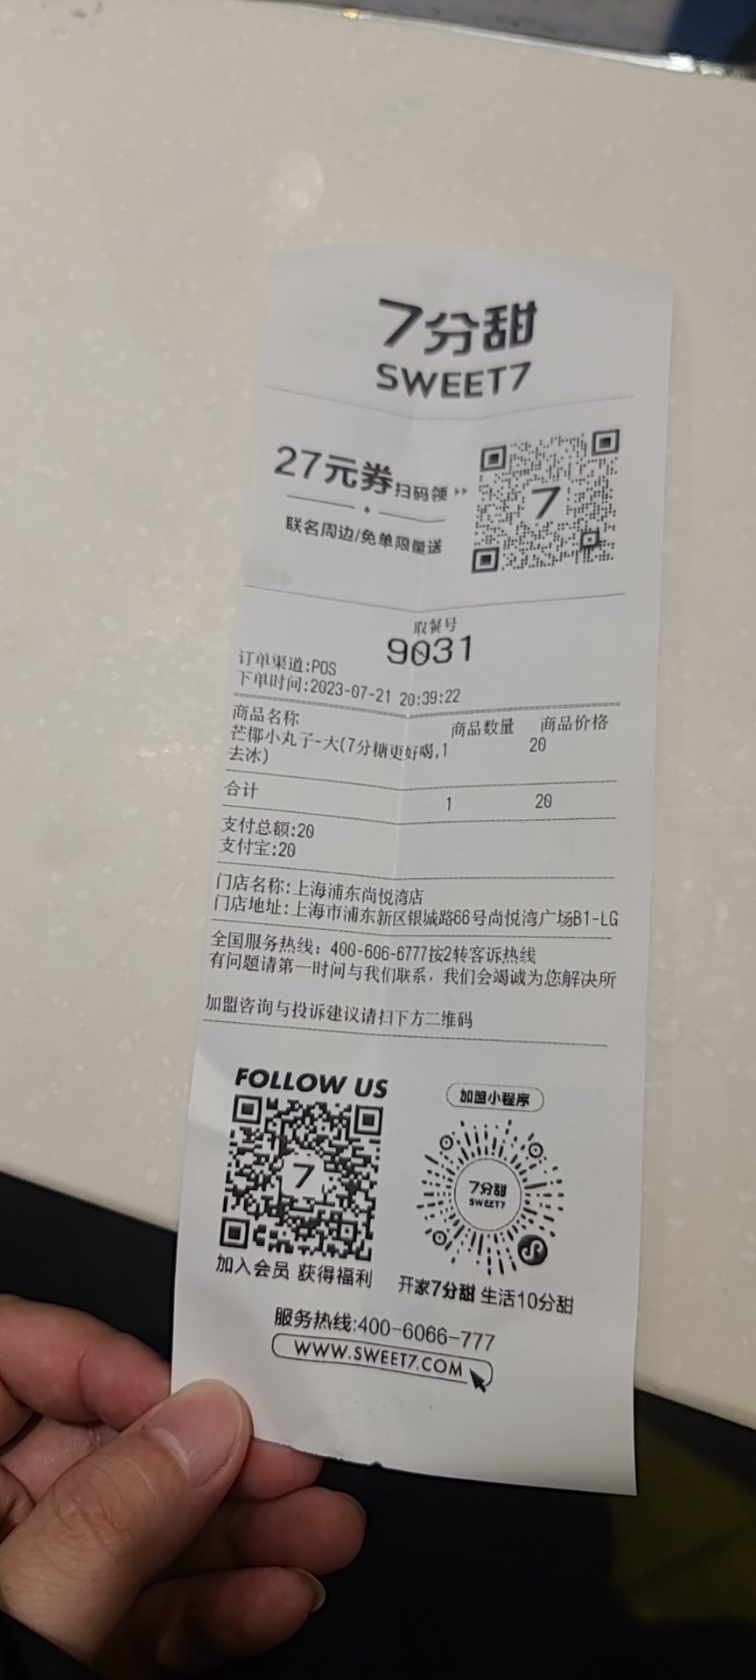 7分甜
SWEET7
27元券扫码领
联名周边/免单限量送
7
取餐号
9031
订单渠道:POS
下单时间:2023-07-21 20:39:22
商品名称 商品数量 商品价格
芒椰小丸子-大(7分糖更好喝,1 20
去冰)
合计 1 20
支付总额:20
支付宝:20
门店名称:上海浦东尚悦湾店
门店地址:上海市浦东新区银城路66号尚悦湾广场B1-LG
全国服务热线: 400-606-6777按2转客诉热线
有问题请第一时间与我们联系，我们会竭诚为您解决所
加盟咨询与投诉建议请扫下方二维码
FOLLOW US
7
加入会员 获得福利
加盟小程序
7分甜
SWEET7
开家7分甜 生活10分甜
服务热线:400-6066-777
WWW.SWEET7.COM